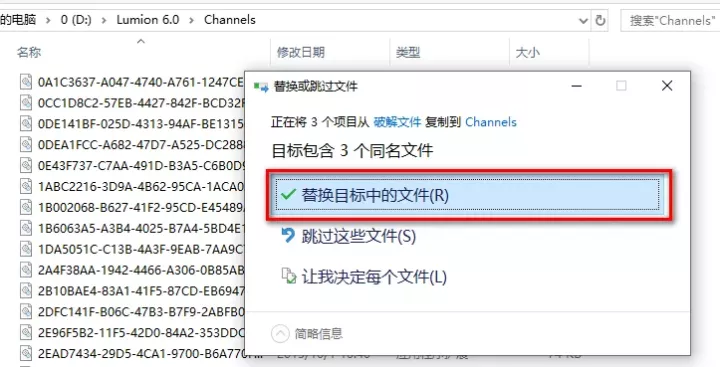 的电脑 > 0 (D:) > Lumion 6.0 > Channels
搜索"Channels"
名称 修改日期 类型 大小
0A1C3637-A047-4740-A761-1247CE
0CC1D8C2-57EB-4427-842F-BCD32F
0DE141BF-025D-4313-94AF-BE1315
0DEA1FCC-A682-47D7-A525-DC288
0E43F737-C7AA-491D-B3A5-C6B0D9
1ABC2216-3D9A-4B62-95CA-1ACA0
1B002068-B627-41F2-95CD-E45489
1B6063A5-A3B4-4025-B7A4-5BD4E1
1DA5051C-C13B-4A3F-9EAB-7AA9C
2A4F38AA-1942-4466-A306-0B85AB
2B10BAE4-83A1-41F5-87CD-EB6947
2DFC141F-B06C-47B3-B7F9-2ABFB0
2E96F5B2-11F5-42D0-84A2-353DDC
2EAD7434-29D5-4CA1-9700-B6A770F...
替换或跳过文件
正在将 3 个项目从 破解文件 复制到 Channels
目标包含 3 个同名文件
替换目标中的文件(R)
跳过这些文件(S)
让我决定每个文件(L)
简略信息